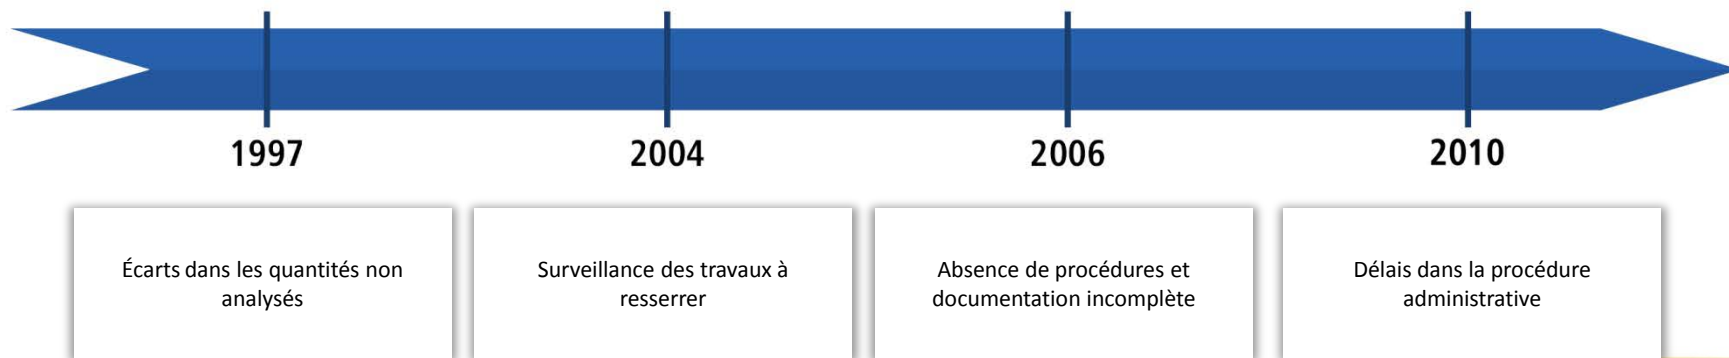 1997
2004
2006
2010
Écarts dans les quantités non
analysés
Surveillance des travaux à
resserrer
Absence de procédures et
documentation incomplète
Délais dans la procédure
administrative